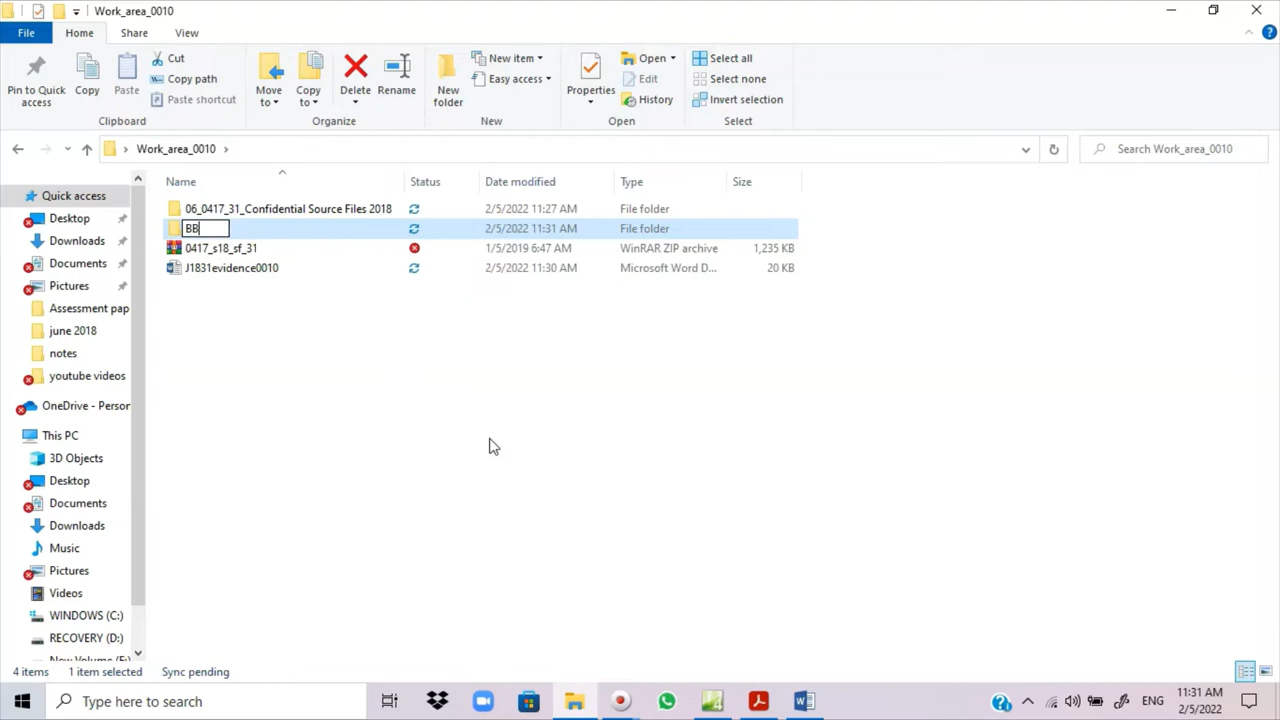 Work_area_0010
File
Home
Share
View
Pin to Quick access
Copy
Paste
Cut
Copy path
Paste shortcut
Clipboard
Move to
Copy to
Delete
Rename
Organize
New folder
New item
Easy access
New
Properties
Open
Edit
History
Open
Select all
Select none
Invert selection
Select
Work_area_0010
Search Work_area_0010
Name Status Date modified Type Size
06_0417_31_Confidential Source Files 2018 2/5/2022 11:27 AM File folder
BB 2/5/2022 11:31 AM File folder
0417_s18_sf_31 1/5/2019 6:47 AM WinRAR ZIP archive 1,235 KB
J1831evidence0010 2/5/2022 11:30 AM Microsoft Word D... 20 KB
Quick access
Desktop
Downloads
Documents
Pictures
Assessment pap
june 2018
notes
youtube videos
OneDrive - Person
This PC
3D Objects
Desktop
Documents
Downloads
Music
Pictures
Videos
WINDOWS (C:)
RECOVERY (D:)
4 items 1 item selected Sync pending
Type here to search
ENG
11:31 AM
2/5/2022